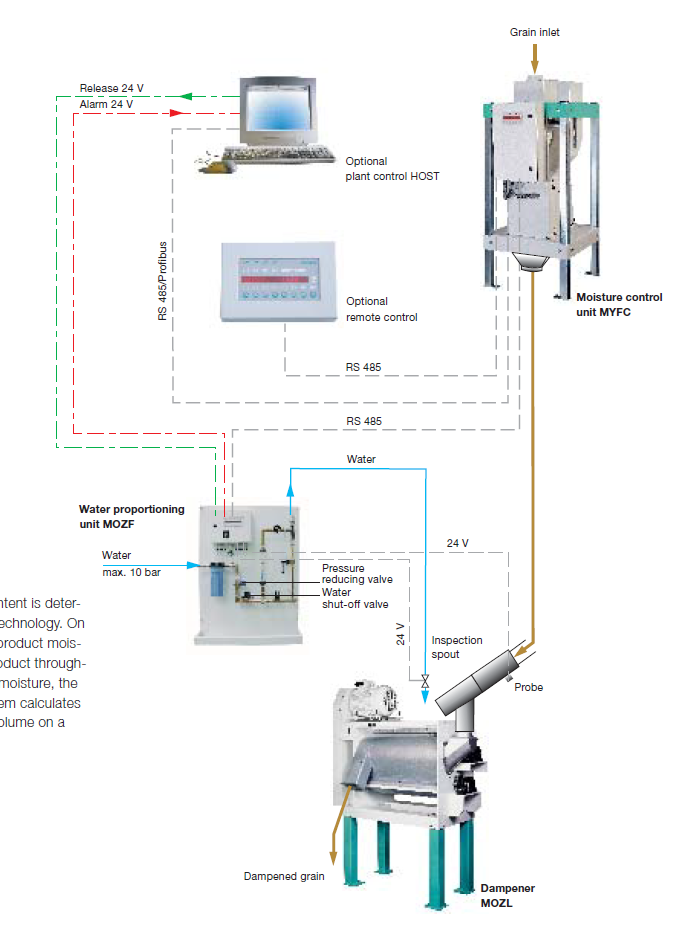 Grain inlet
Release 24 V
Alarm 24 V
Optional
plant control HOST
RS 485/Profibus
Optional
remote control
Moisture control
unit MYFC
RS 485
RS 485
Water
Water proportioning
unit MOZF
24 V
Water
max. 10 bar
Pressure
reducing valve
Water
shut-off valve
24 V
ntent is deter-
echnology. On
product mois-
oduct through-
moisture, the
em calculates
olume on a
Inspection
spout
Probe
Dampened grain
Dampener
MOZL